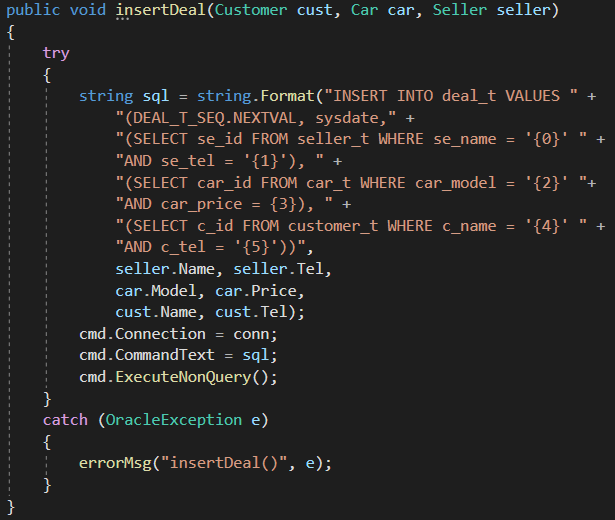 public void insertDeal(Customer cust, Car car, Seller seller)
{
    try
    {
        string sql = string.Format("INSERT INTO deal_t VALUES " +
            "(DEAL_T_SEQ.NEXTVAL, sysdate," +
            "(SELECT se_id FROM seller_t WHERE se_name = '{0}' " +
            "AND se_tel = '{1}'), " +
            "(SELECT car_id FROM car_t WHERE car_model = '{2}' "+
            "AND car_price = {3}), " +
            "(SELECT c_id FROM customer_t WHERE c_name = '{4}' " +
            "AND c_tel = '{5}'))",
            seller.Name, seller.Tel,
            car.Model, car.Price,
            cust.Name, cust.Tel);
        cmd.Connection = conn;
        cmd.CommandText = sql;
        cmd.ExecuteNonQuery();
    }
    catch (OracleException e)
    {
        errorMsg("insertDeal()", e);
    }
}